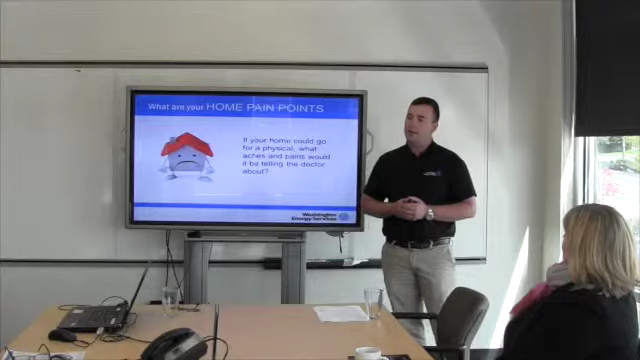 What are your HOME PAIN POINTS
If your home could go
for a physical, what
aches and pains would
it be telling the doctor
about?
Washington
Energy Services